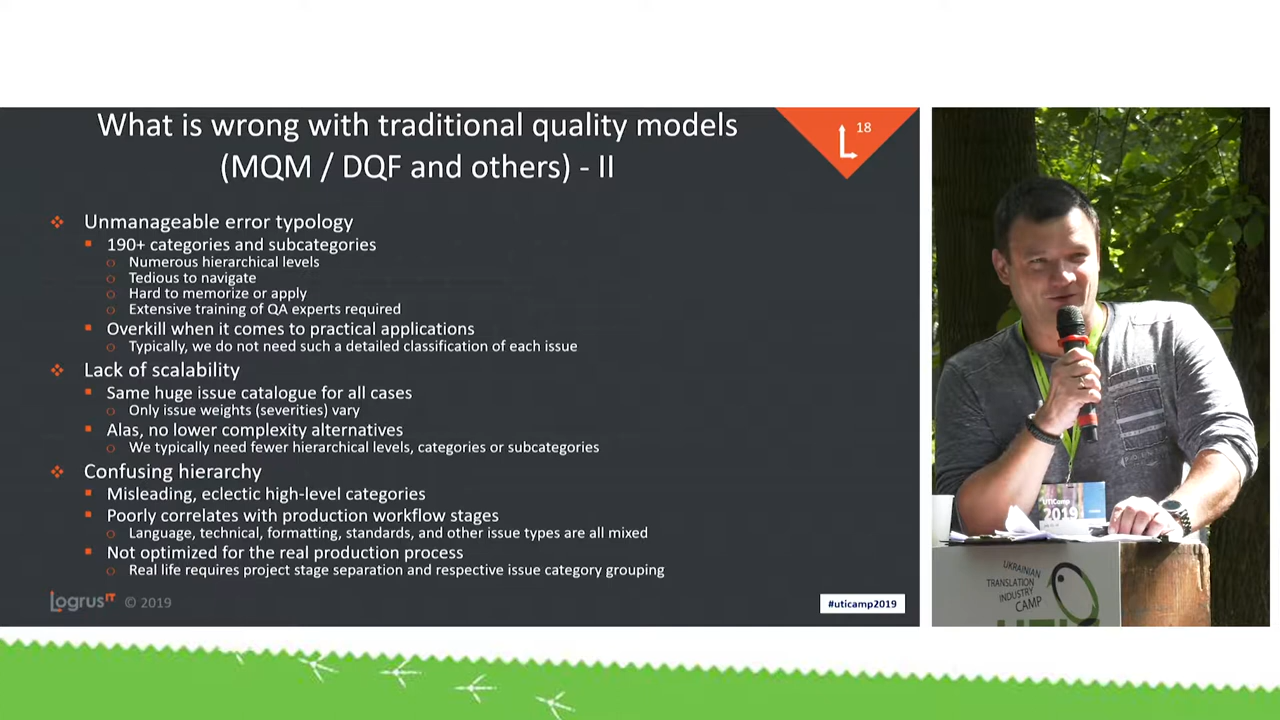 What is wrong with traditional quality models
(MQM / DQF and others) - II
18
Unmanageable error typology
190+ categories and subcategories
Numerous hierarchical levels
Tedious to navigate
Hard to memorize or apply
Extensive training of QA experts required
Overkill when it comes to practical applications
Typically, we do not need such a detailed classification of each issue
Lack of scalability
Same huge issue catalogue for all cases
Only issue weights (severities) vary
Alas, no lower complexity alternatives
We typically need fewer hierarchical levels, categories or subcategories
Confusing hierarchy
Misleading, eclectic high-level categories
Poorly correlates with production workflow stages
Language, technical, formatting, standards, and other issue types are all mixed
Not optimized for the real production process
Real life requires project stage separation and respective issue category grouping
LogrusIT © 2019
#uticamp2019
UTICamp
2019
UKRAINIAN
TRANSLATION
INDUSTRY
CAMP